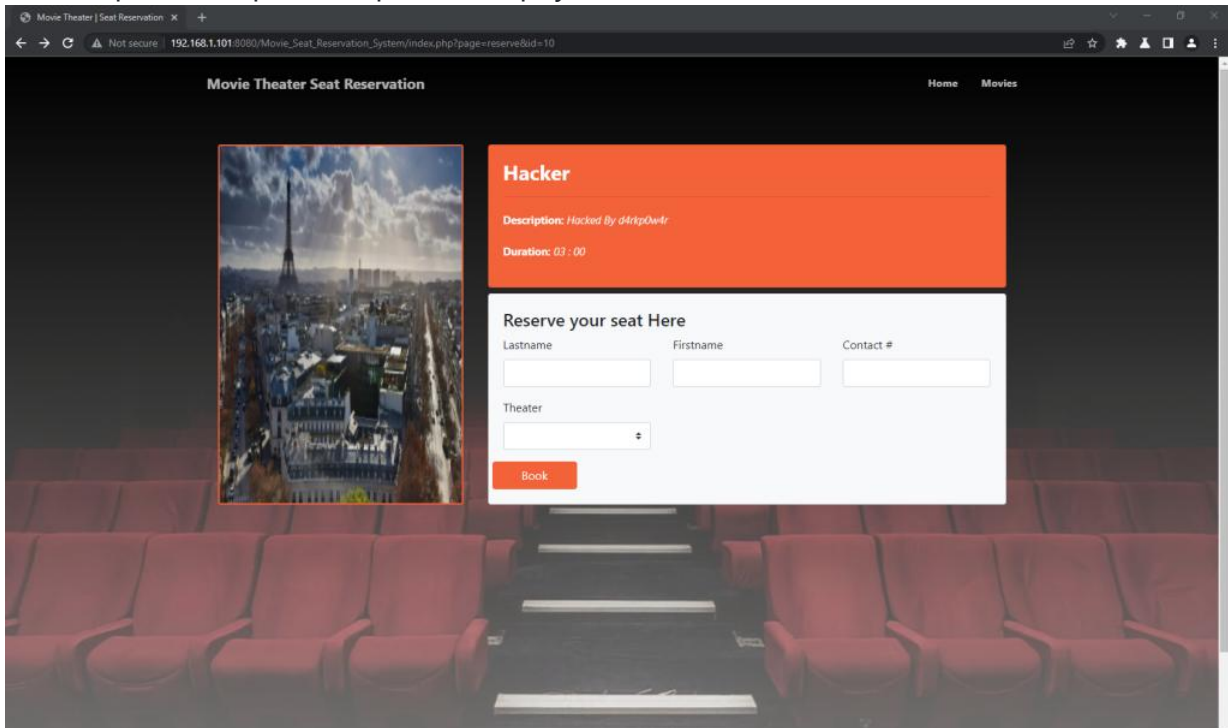 Movie Theater | Seat Reservation
Not secure 192.168.1.101:8080/Movie_Seat_Reservation_System/index.php?page=reserve&id=10
Movie Theater Seat Reservation Home Movies
Hacker
Description: Hacked By d4rkp0w4r
Duration: 03 : 00
Reserve your seat Here
Lastname Firstname Contact #
Theater
Book